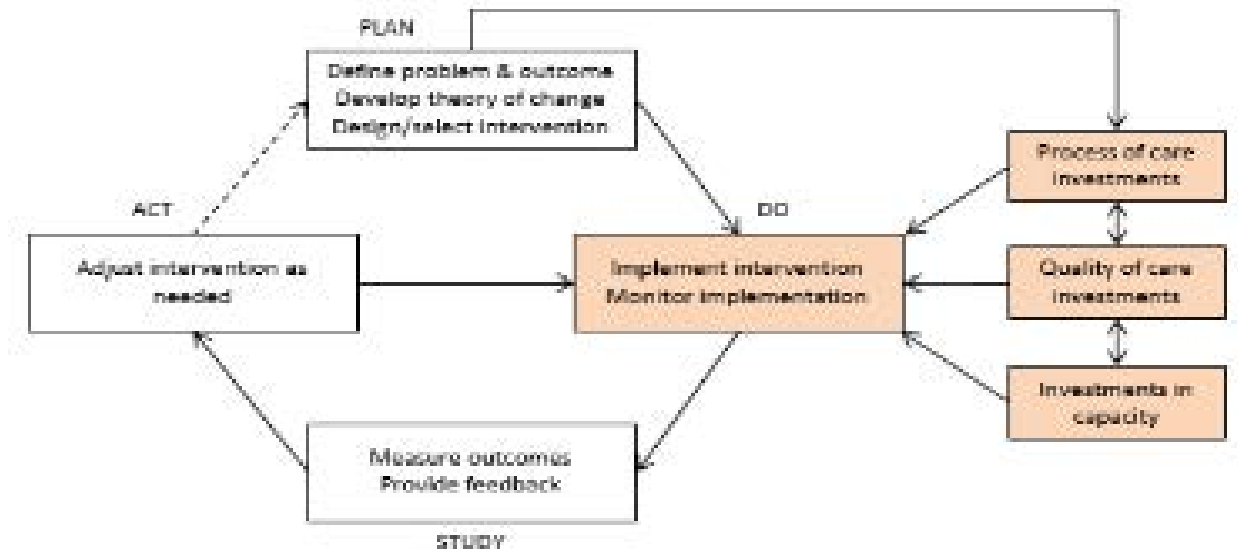 PLAN
Define problem & outcome
Develop theory of change
Design/select intervention
Process of care
investments
ACT
DO
Adjust intervention as
needed
Implement intervention
Monitor implementation
Quality of care
investments
Investments in
capacity
Measure outcomes
Provide feedback
STUDY